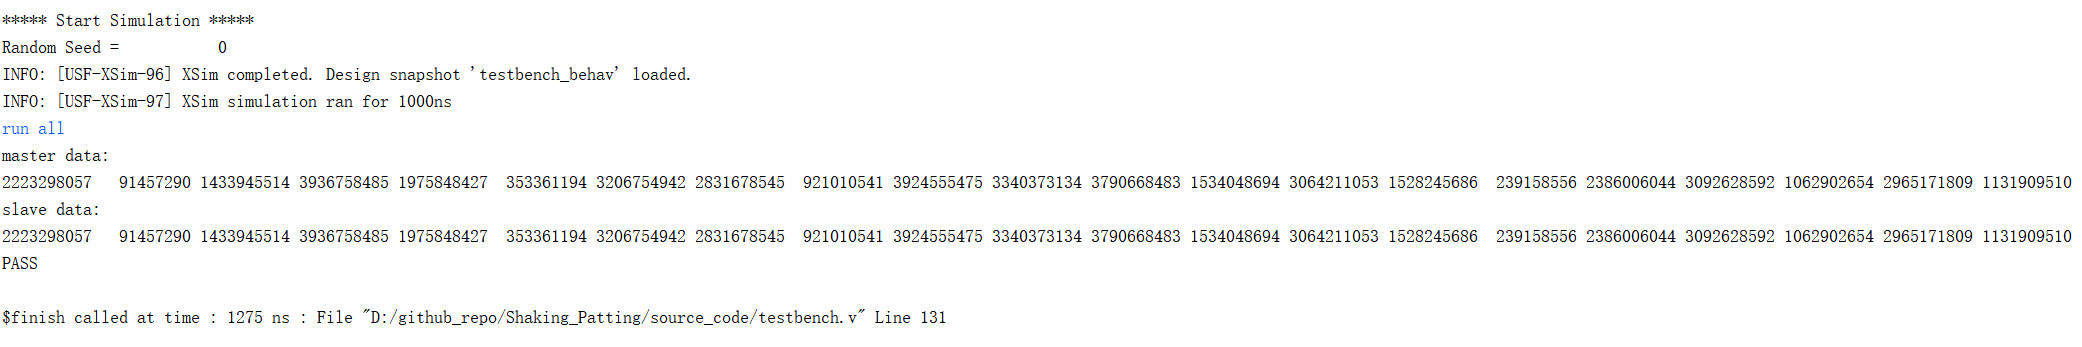 ***** Start Simulation *****
Random Seed =           0
INFO: [USF-XSim-96] XSim completed. Design snapshot 'testbench_behav' loaded.
INFO: [USF-XSim-97] XSim simulation ran for 1000ns
run all
master data:
2223298057   91457290 1433945514 3936758485 1975848427  353361194 3206754942 2831678545  921010541 3924555475 3340373134 3790668483 1534048694 3064211053 1528245686  239158556 2386006044 3092628592 1062902654 2965171809 1131909510
slave data:
2223298057   91457290 1433945514 3936758485 1975848427  353361194 3206754942 2831678545  921010541 3924555475 3340373134 3790668483 1534048694 3064211053 1528245686  239158556 2386006044 3092628592 1062902654 2965171809 1131909510
PASS
$finish called at time : 1275 ns : File "D:/github_repo/Shaking_Patting/source_code/testbench.v" Line 131